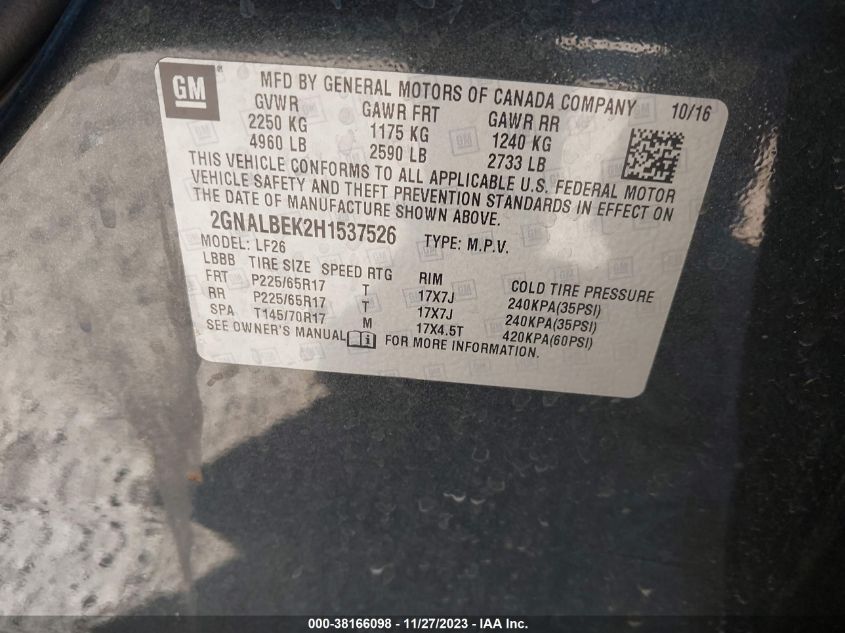 GM
MFD BY GENERAL MOTORS OF CANADA COMPANY 10/16
GVWR GAWR FRT GAWR RR
2250 KG 1175 KG 1240 KG
4960 LB 2590 LB 2733 LB
THIS VEHICLE CONFORMS TO ALL APPLICABLE U.S. FEDERAL MOTOR
VEHICLE SAFETY AND THEFT PREVENTION STANDARDS IN EFFECT ON
THE DATE OF MANUFACTURE SHOWN ABOVE.
2GNALBEK2H1537526 TYPE: M.P.V.
MODEL: LF26
LBBB TIRE SIZE SPEED RTG RIM COLD TIRE PRESSURE
FRT P225/65R17 T 17X7J 240KPA(35PSI)
RR P225/65R17 T 17X7J 240KPA(35PSI)
SPA T145/70R17 M 17X4.5T 420KPA(60PSI)
SEE OWNER'S MANUAL FOR MORE INFORMATION.
000-38166098 - 11/27/2023 - IAA Inc.